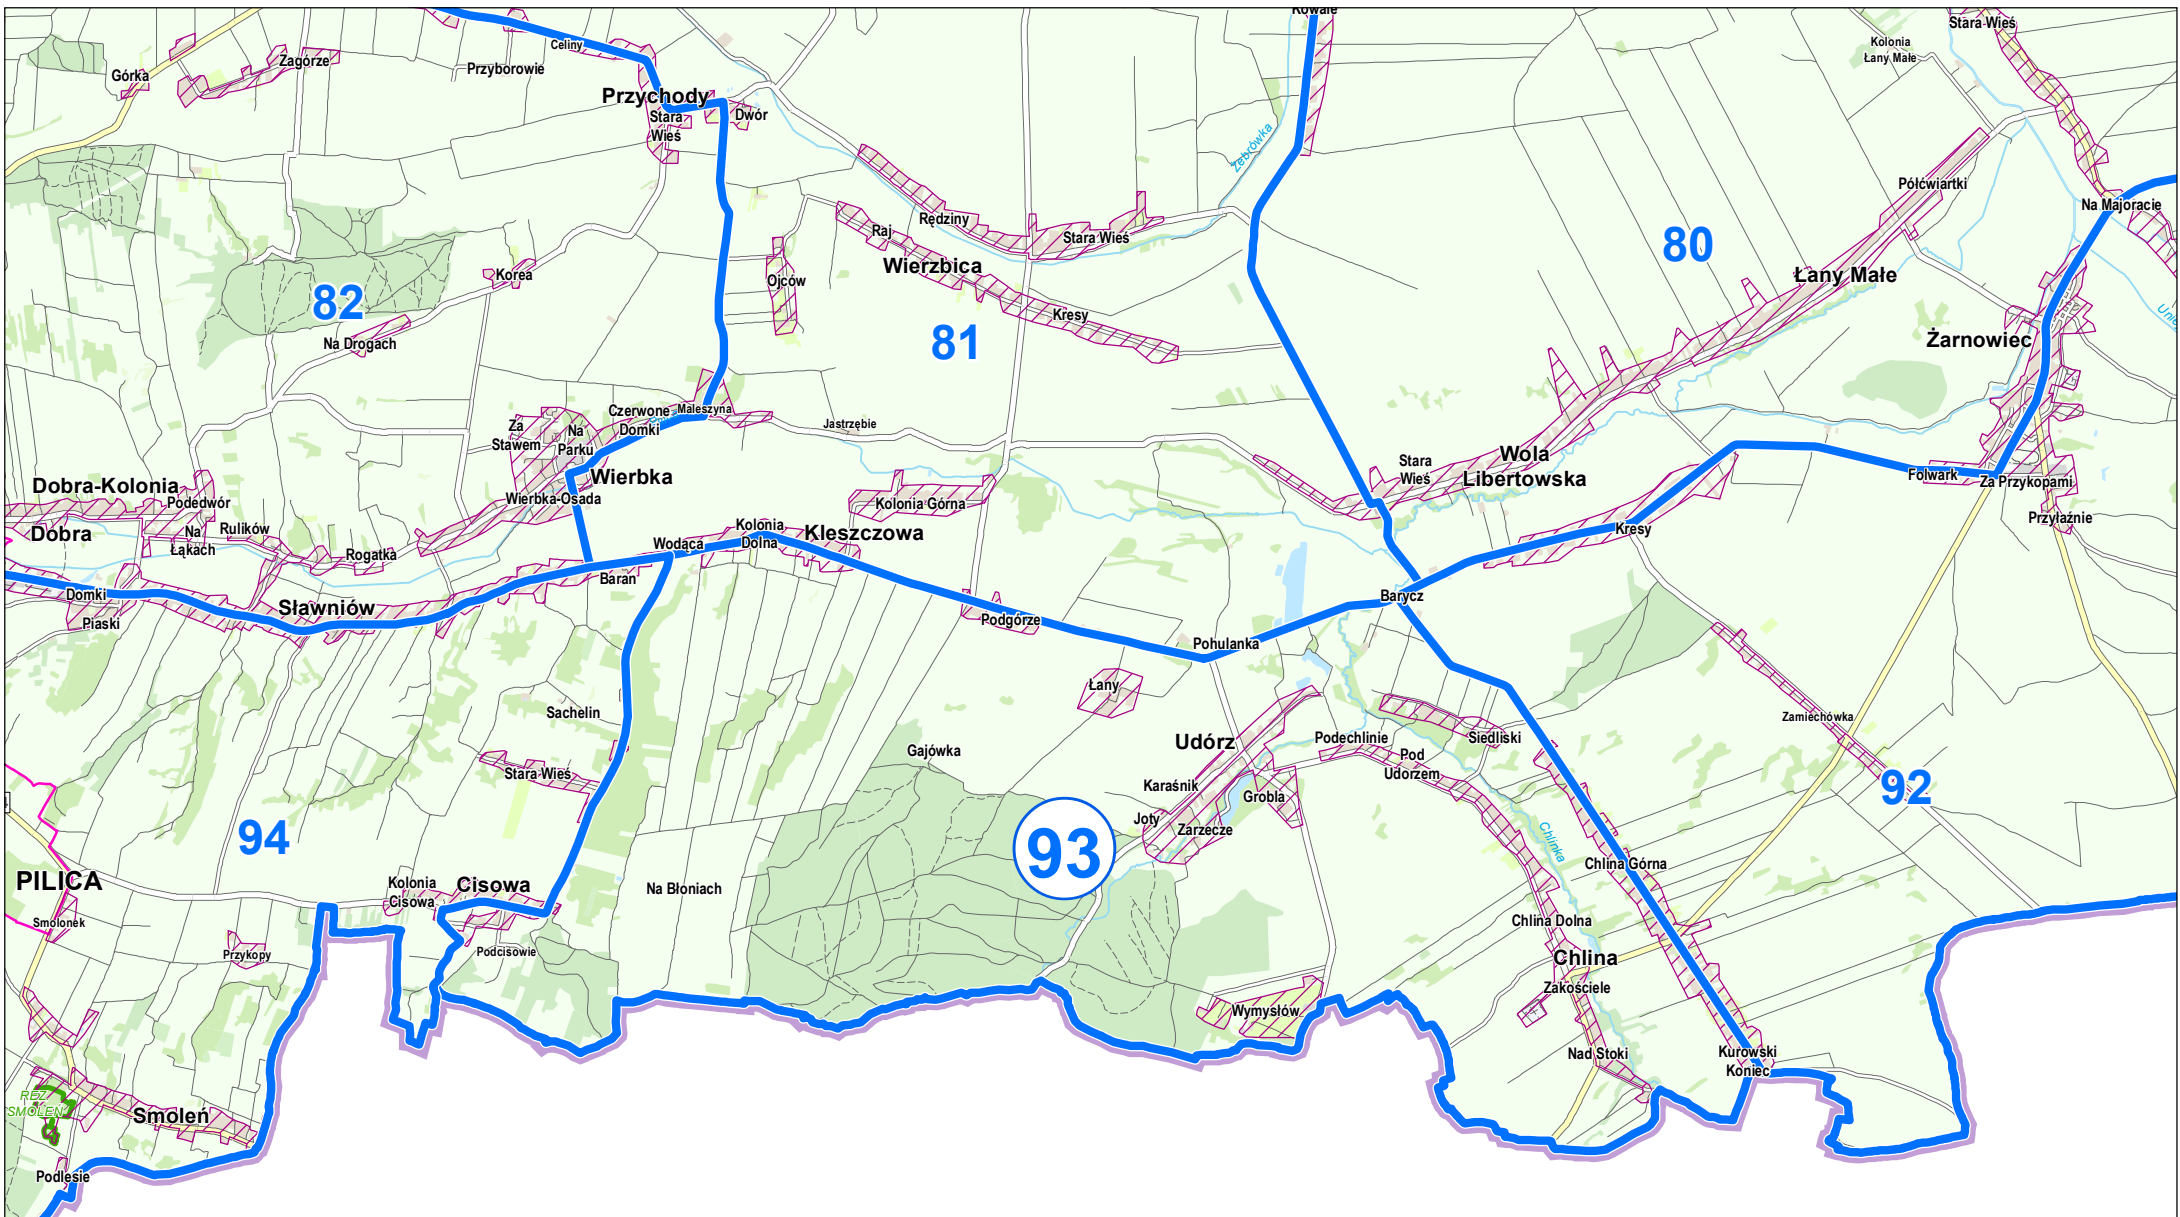 Kowale
Stara Wieś
Celiny
Kolonia
Łany Małe
Zagórze
Przyborowie
Górka
Przychody
Dwór
Stara
Wieś
Żebrówka
Półćwiartki
Na Majoracie
Rędziny
Raj
Stara Wieś
80
Wierzbica
Korea
Ojców
Łany Małe
82
Kresy
Na Drogach
81
Żarnowiec
Czerwone
Domki
Maleszyna
Jastrzębie
Za
Stawem
Na
Parku
Wierbka
Wierbka-Osada
Stara
Wieś
Wola
Libertowska
Folwark
Za Przykopami
Dobra-Kolonia
Podedwór
Kolonia Górna
Przyłaźnie
Dobra
Na
Łąkach
Rulików
Rogatka
Wodąca
Kolonia
Dolna
Kleszczowa
Kresy
Baran
Domki
Sławniów
Piaski
Podgórze
Barycz
Pohulanka
Łany
Sachelin
Zamiechówka
Siedliski
Udórz
Podechlinie
Pod
Udorzem
Gajówka
Stara Wieś
Karaśnik
Grobla
92
Joty
Zarzecze
94
93
Chlinka
Chlina Górna
PILICA
Kolonia
Cisowa
Cisowa
Na Błoniach
Smolonek
Chlina Dolna
Przykopy
Podcisowie
Chlina
Zakościele
Wymysłów
Nad Stoki
Kurowski
Koniec
REZ.
SMOLEŃ
Smoleń
Podlesie